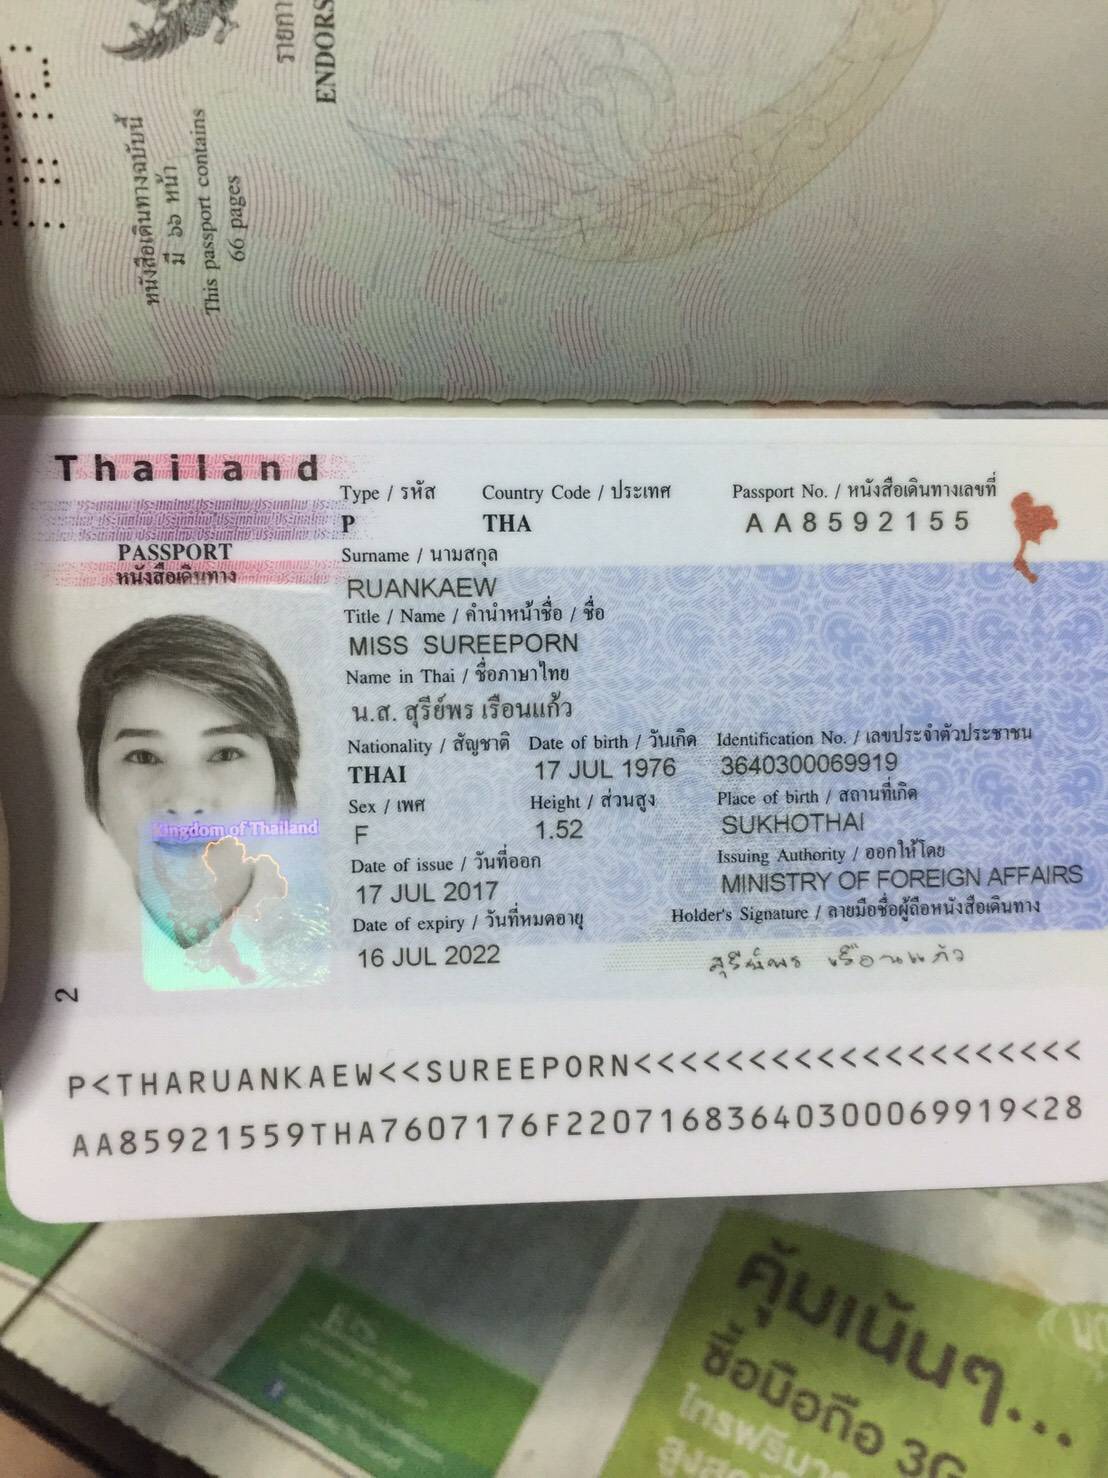 รายกา
ENDORS
หนังสือเดินทางฉบับนี้
มี ๖๖ หน้า
This passport contains
66 pages
Thailand
PASSPORT
หนังสือเดินทาง
Type / รหัส Country Code / ประเทศ Passport No. / หนังสือเดินทางเลขที่
P THA AA8592155
Surname / นามสกุล
RUANKAEW
Title / Name / คำนำหน้าชื่อ / ชื่อ
MISS SUREEPORN
Name in Thai / ชื่อภาษาไทย
น.ส. สุรีย์พร เรือนแก้ว
Nationality / สัญชาติ Date of birth / วันเกิด Identification No. / เลขประจำตัวประชาชน
THAI 17 JUL 1976 3640300069919
Sex / เพศ Height / ส่วนสูง Place of birth / สถานที่เกิด
F 1.52 SUKHOTHAI
Date of issue / วันที่ออก Issuing Authority / ออกให้โดย
17 JUL 2017 MINISTRY OF FOREIGN AFFAIRS
Date of expiry / วันที่หมดอายุ Holder's Signature / ลายมือชื่อผู้ถือหนังสือเดินทาง
16 JUL 2022 สุรีย์พร เรือนแก้ว
Kingdom of Thailand
2
P<THARUANKAEW<<SUREEPORN<<<<<<<<<<<<<<<<<<<<
AA85921559THA7607176F22071683640300069919<28
คุ้มเน้นๆ...
ซื้อมือถือ 3G